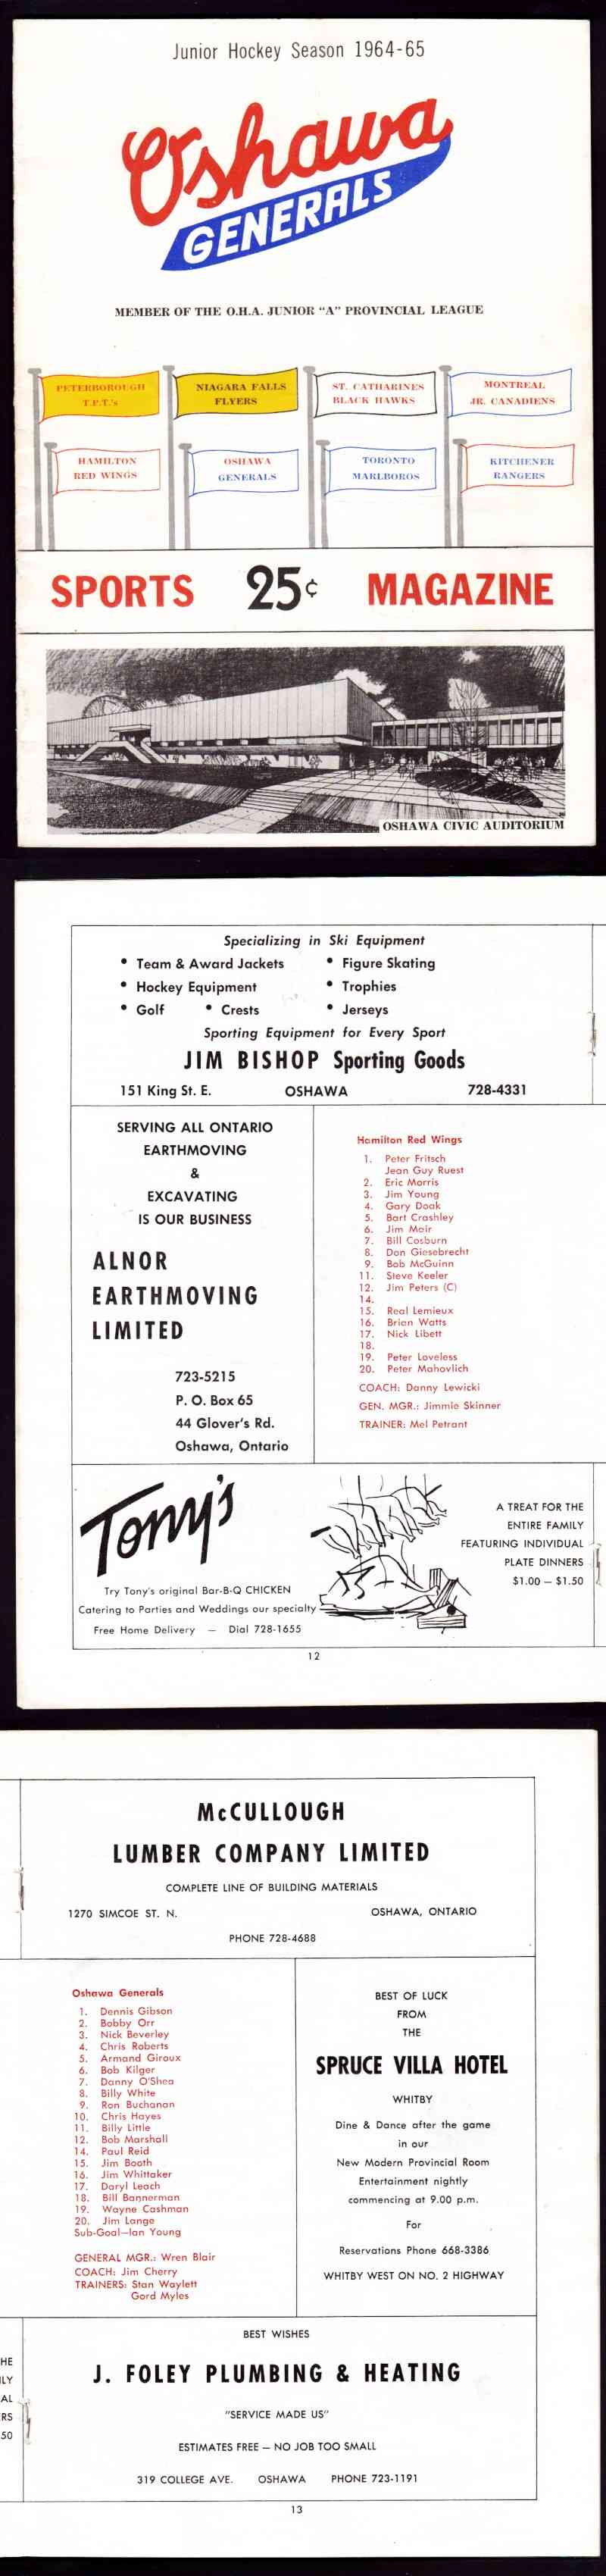 Junior Hockey Season 1964-65
Oshawa
GENERALS
MEMBER OF THE O.H.A. JUNIOR "A" PROVINCIAL LEAGUE
PETERBOROUGH
T.P.T.'s
NIAGARA FALLS
FLYERS
ST. CATHARINES
BLACK HAWKS
MONTREAL
JR. CANADIENS
HAMILTON
RED WINGS
OSHAWA
GENERALS
TORONTO
MARLBOROS
KITCHENER
RANGERS
SPORTS 25¢ MAGAZINE
OSHAWA CIVIC AUDITORIUM
Specializing in Ski Equipment
• Team & Award Jackets • Figure Skating
• Hockey Equipment • Trophies
• Golf • Crests • Jerseys
Sporting Equipment for Every Sport
JIM BISHOP Sporting Goods
151 King St. E. OSHAWA 728-4331
SERVING ALL ONTARIO
EARTHMOVING
&
EXCAVATING
IS OUR BUSINESS
ALNOR
EARTHMOVING
LIMITED
723-5215
P. O. Box 65
44 Glover's Rd.
Oshawa, Ontario
Hamilton Red Wings
1. Peter Fritsch
Jean Guy Ruest
2. Eric Morris
3. Jim Young
4. Gary Doak
5. Bart Crashley
6. Jim Moir
7. Bill Cosburn
8. Don Giesebrecht
9. Bob McGuinn
11. Steve Keeler
12. Jim Peters (C)
14.
15. Real Lemieux
16. Brian Watts
17. Nick Libett
18.
19. Peter Loveless
20. Peter Mahovlich
COACH: Danny Lewicki
GEN. MGR.: Jimmie Skinner
TRAINER: Mel Petrant
Tony's
Try Tony's original Bar-B-Q CHICKEN
Catering to Parties and Weddings our specialty
Free Home Delivery — Dial 728-1655
A TREAT FOR THE
ENTIRE FAMILY
FEATURING INDIVIDUAL
PLATE DINNERS
$1.00 — $1.50
12
McCULLOUGH
LUMBER COMPANY LIMITED
COMPLETE LINE OF BUILDING MATERIALS
1270 SIMCOE ST. N. OSHAWA, ONTARIO
PHONE 728-4688
Oshawa Generals
1. Dennis Gibson
2. Bobby Orr
3. Nick Beverley
4. Chris Roberts
5. Armand Giroux
6. Bob Kilger
7. Danny O'Shea
8. Billy White
9. Ron Buchanan
10. Chris Hayes
11. Billy Little
12. Bob Marshall
14. Paul Reid
15. Jim Booth
16. Jim Whittaker
17. Daryl Leach
18. Bill Bannerman
19. Wayne Cashman
20. Jim Lange
Sub-Goal—Ian Young
GENERAL MGR.: Wren Blair
COACH: Jim Cherry
TRAINERS: Stan Waylett
Gord Myles
BEST OF LUCK
FROM
THE
SPRUCE VILLA HOTEL
WHITBY
Dine & Dance after the game
in our
New Modern Provincial Room
Entertainment nightly
commencing at 9.00 p.m.
For
Reservations Phone 668-3386
WHITBY WEST ON NO. 2 HIGHWAY
HE
ILY
AL
RS
50
BEST WISHES
J. FOLEY PLUMBING & HEATING
"SERVICE MADE US"
ESTIMATES FREE — NO JOB TOO SMALL
319 COLLEGE AVE. OSHAWA PHONE 723-1191
13